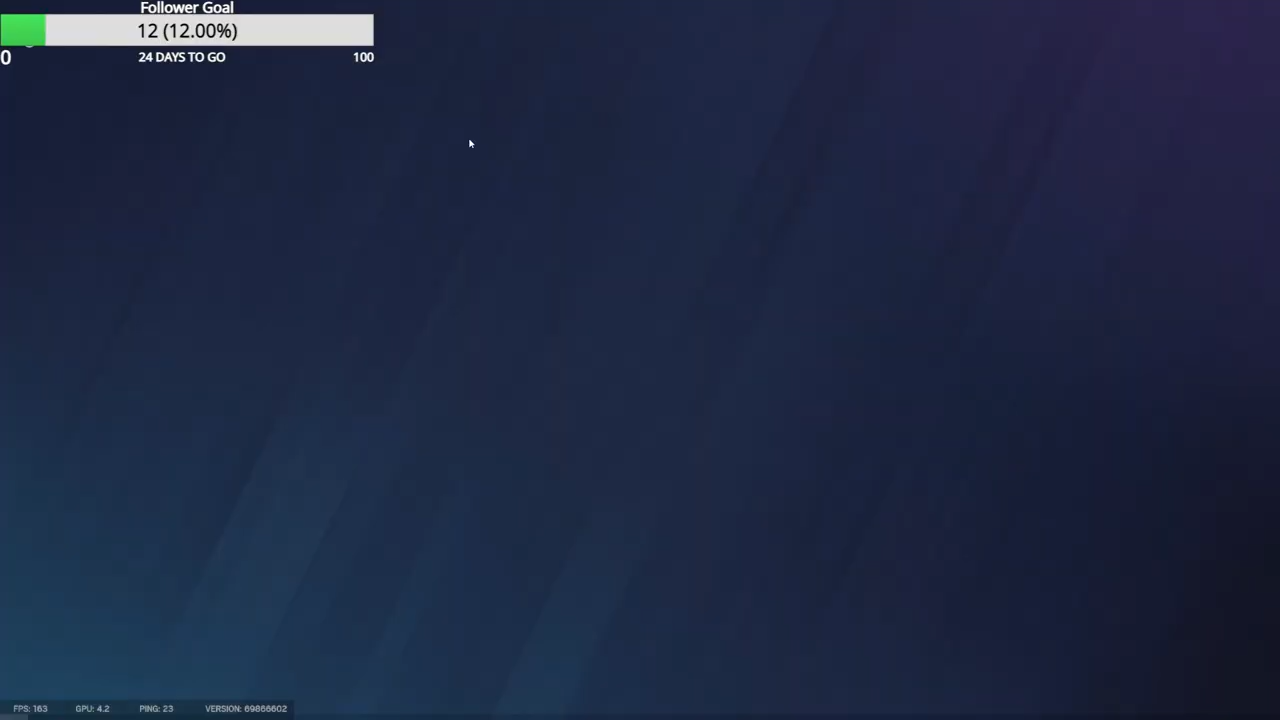 Follower Goal
12 (12.00%)
0 24 DAYS TO GO 100
FPS: 163 GPU: 4.2 PING: 23 VERSION: 69866602